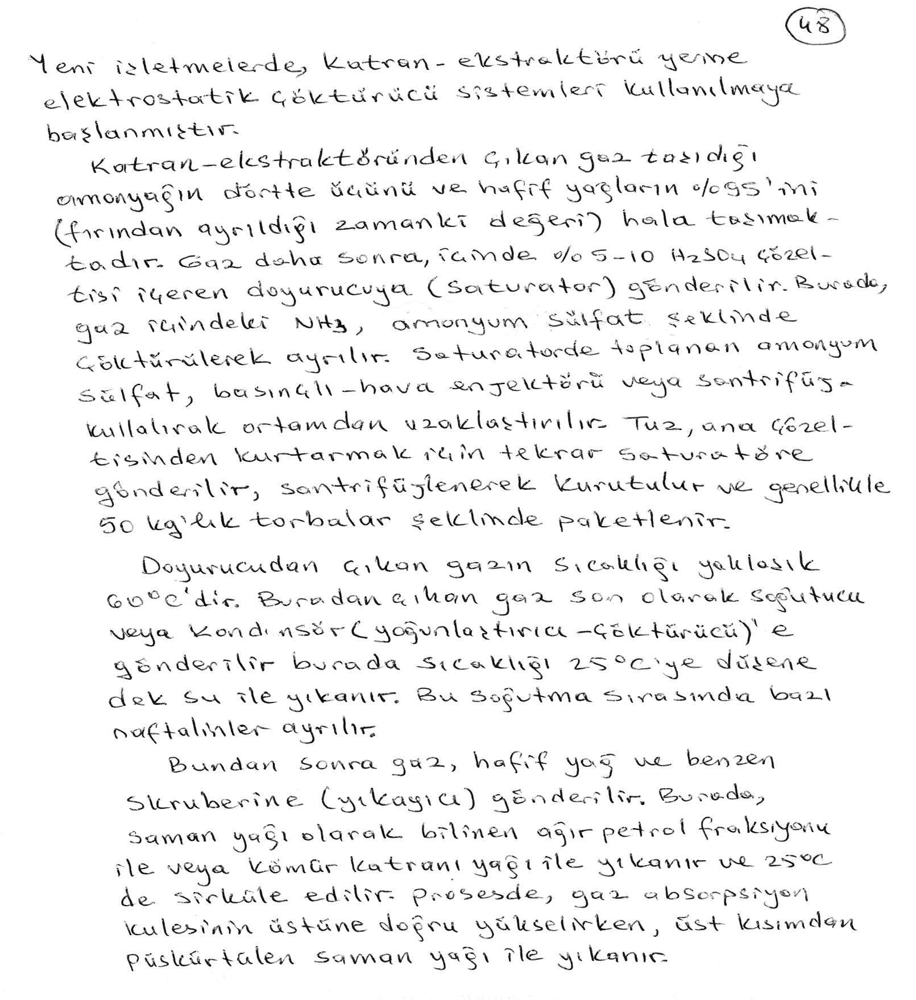 48
Yeni işletmelerde, Katran-ekstraktörü yerine
elektrostatik çöktürücü sistemleri kullanılmaya
başlanmıştır.
Katran-ekstraktöründen çıkan gaz taşıdığı
amonyağın dörtte üçünü ve hafif yağların %95'ini
(fırından ayrıldığı zamanki değeri) hala taşımak-
tadır. Gaz daha sonra, içinde %5-10 H2SO4 çözel-
tisi içeren doyurucuya (saturator) gönderilir. Burada,
gaz içindeki NH3, amonyum sülfat şeklinde
çöktürülerek ayrılır. Saturatorde toplanan amonyum
sülfat, basınçlı-hava enjektörü veya santrifüj-
kullalırak ortamdan uzaklaştırılır. Tuz, ana çözel-
tisinden kurtarmak için tekrar saturatöre
gönderilir, santrifüjlenerek kurutulur ve genellikle
50 kg'lık torbalar şeklinde paketlenir.
Doyurucudan çıkan gazın sıcaklığı yaklaşık
60°C'dir. Buradan çıkan gaz son olarak soğutucu
veya kondinsör (yoğunlaştırıcı-çöktürücü)'e
gönderilir burada sıcaklığı 25°C'ye düşene
dek su ile yıkanır. Bu soğutma sırasında bazı
naftalinler ayrılır.
Bundan sonra gaz, hafif yağ ve benzen
skruberine (yıkayıcı) gönderilir. Burada,
saman yağı olarak bilinen ağır petrol fraksiyonu
ile veya kömür katranı yağı ile yıkanır ve 25°C
de sirküle edilir. Prosesde, gaz absorpsiyon
kulesinin üstüne doğru yükselirken, üst kısımdan
püskürtülen saman yağı ile yıkanır.